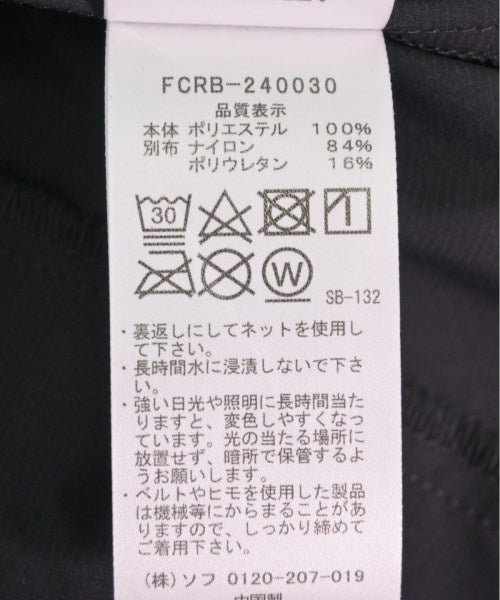 FCRB-240030
品質表示
本体 ポリエステル 100%
別布 ナイロン 84%
ポリウレタン 16%
30
W
SB-132
・裏返しにしてネットを使用し
て下さい。
・長時間水に浸漬しないで下さ
い。
・強い日光や照明に長時間当た
りますと、変色しやすくなっ
ています。光の当たる場所に
放置せず、暗所で保管するよ
うお願いします。
・ベルトやヒモを使用した製品
は機械等にからまることがあ
りますので、しっかり締めて
ご着用下さい。
(株)ソフ 0120-207-019
中国製